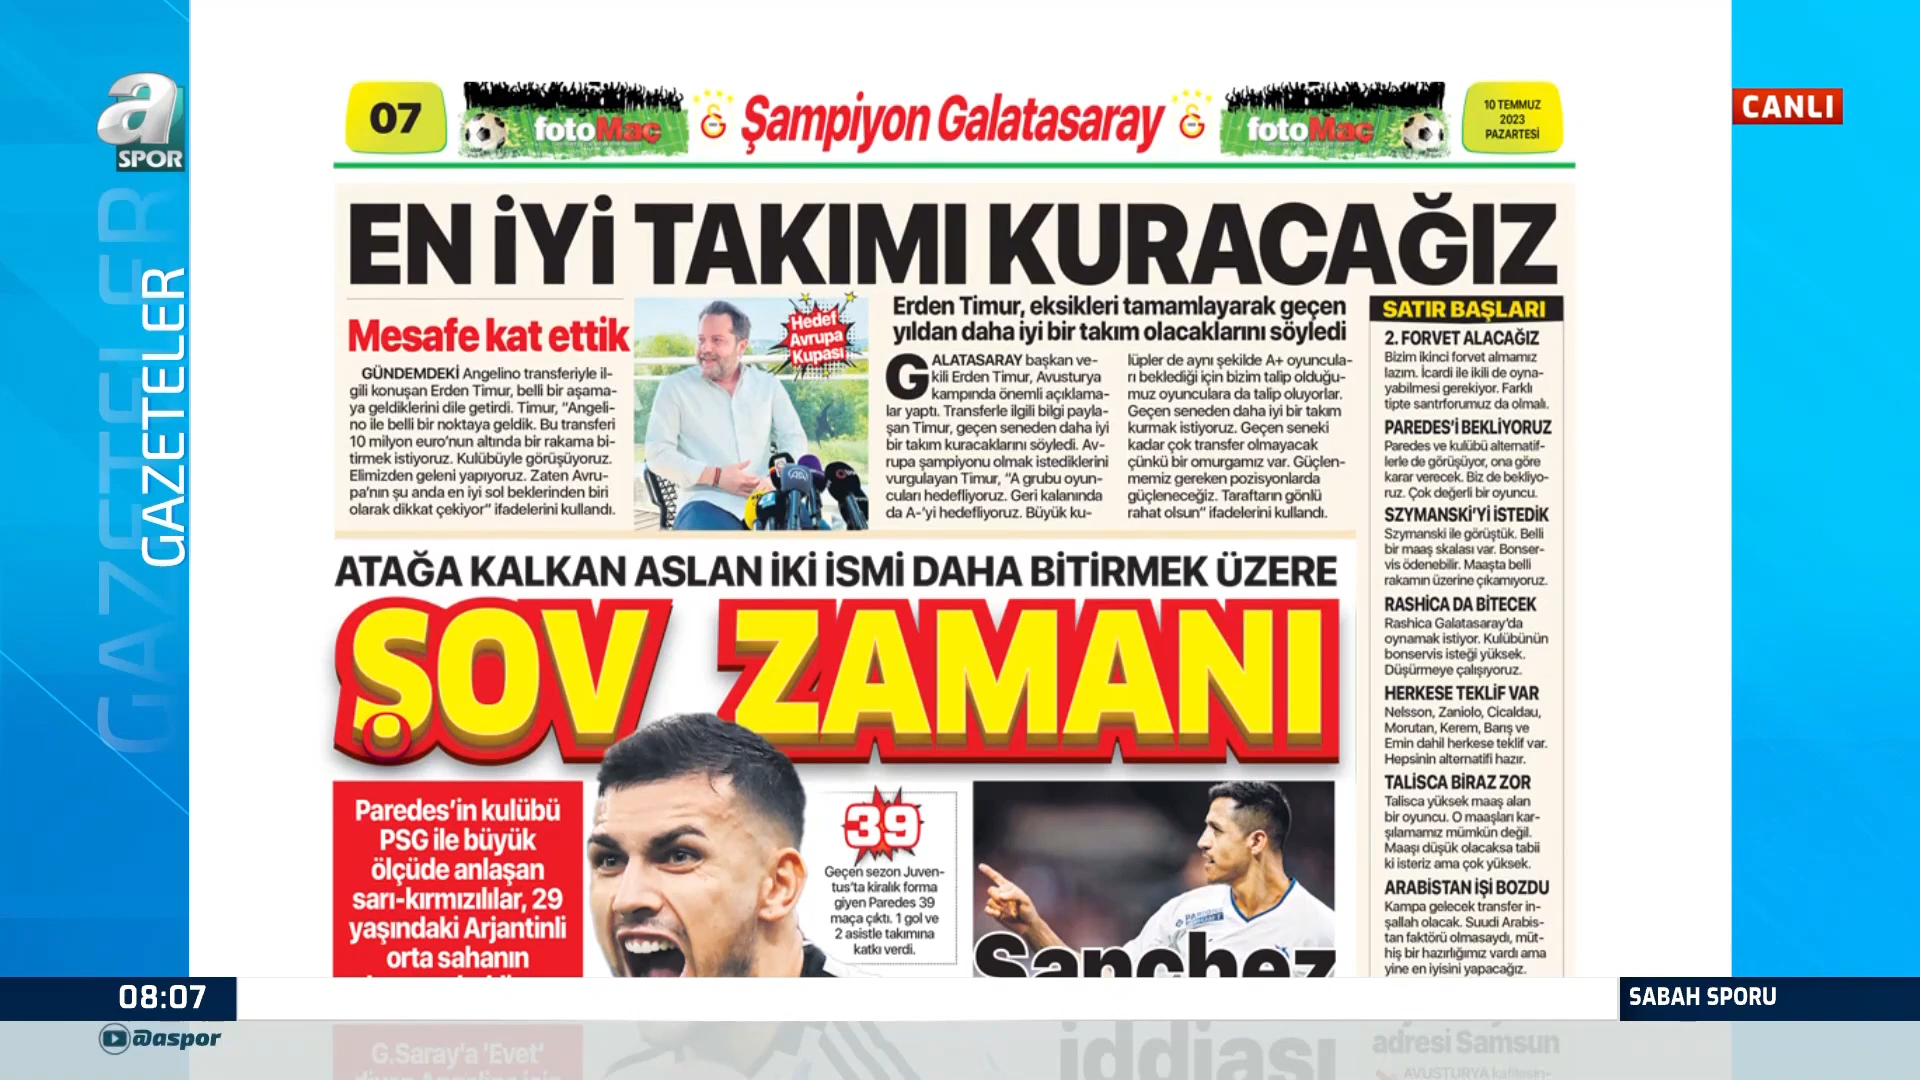 a
SPOR
GAZETELER
GAZETELER
CANLI
07
fotoMaç
Şampiyon Galatasaray
fotoMaç
10 TEMMUZ
2023
PAZARTESİ
EN İYİ TAKIMI KURACAĞIZ
Mesafe kat ettik
GÜNDEMDEKİ Angelino transferiyle il-
gili konuşan Erden Timur, belli bir aşama-
ya geldiklerini dile getirdi. Timur, "Angeli-
no ile belli bir noktaya geldik. Bu transferi
10 milyon euro'nun altında bir rakama bi-
tirmek istiyoruz. Kulübüyle görüşüyoruz.
Elimizden geleni yapıyoruz. Zaten Avru-
pa'nın şu anda en iyi sol beklerinden biri
olarak dikkat çekiyor" ifadelerini kullandı.
Hedef
Avrupa
Kupası
Erden Timur, eksikleri tamamlayarak geçen
yıldan daha iyi bir takım olacaklarını söyledi
GALATASARAY başkan ve-
kili Erden Timur, Avusturya
kampında önemli açıklama-
lar yaptı. Transferle ilgili bilgi payla-
şan Timur, geçen seneden daha iyi
bir takım kuracaklarını söyledi. Av-
rupa şampiyonu olmak istediklerini
vurgulayan Timur, "A grubu oyun-
cuları hedefliyoruz. Geri kalanında
da A-'yi hedefliyoruz. Büyük ku-
lüpler de aynı şekilde A+ oyuncula-
rı beklediği için bizim talip olduğu-
muz oyunculara da talip oluyorlar.
Geçen seneden daha iyi bir takım
kurmak istiyoruz. Geçen seneki
kadar çok transfer olmayacak
çünkü bir omurgamız var. Güçlen-
memiz gereken pozisyonlarda
güçleneceğiz. Taraftarın gönlü
rahat olsun" ifadelerini kullandı.
SATIR BAŞLARI
2. FORVET ALACAĞIZ
Bizim ikinci forvet almamız
lazım. İcardi ile ikili de oyna-
yabilmesi gerekiyor. Farklı
tipte santrforumuz da olmalı.
PAREDES'İ BEKLİYORUZ
Paredes ve kulübü alternatif-
lerle de görüşüyor, ona göre
karar verecek. Biz de bekliyo-
ruz. Çok değerli bir oyuncu.
SZYMANSKİ'Yİ İSTEDİK
Szymanski ile görüştük. Belli
bir maaş skalası var. Bonser-
vis ödenebilir. Maaşta belli
rakamın üzerine çıkamıyoruz.
RASHİCA DA BİTECEK
Rashica Galatasaray'da
oynamak istiyor. Kulübünün
bonservis isteği yüksek.
Düşürmeye çalışıyoruz.
HERKESE TEKLİF VAR
Nelsson, Zaniolo, Cicaldau,
Morutan, Kerem, Barış ve
Emin dahil herkese teklif var.
Hepsinin alternatifi hazır.
TALİSCA BİRAZ ZOR
Talisca yüksek maaş alan
bir oyuncu. O maaşları kar-
şılamamız mümkün değil.
Maaşı düşük olacaksa tabii
ki isteriz ama çok yüksek.
ARABİSTAN İŞİ BOZDU
Kampa gelecek transfer in-
şallah olacak. Suudi Arabis-
tan faktörü olmasaydı, müt-
hiş bir hazırlığımız vardı ama
yine en iyisini yapacağız.
ATAĞA KALKAN ASLAN İKİ İSMİ DAHA BİTİRMEK ÜZERE
ŞOV ZAMANI
Paredes'in kulübü
PSG ile büyük
ölçüde anlaşan
sarı-kırmızılılar, 29
yaşındaki Arjantinli
orta sahanın
39
Geçen sezon Juven-
tus'ta kiralık forma
giyen Paredes 39
maça çıktı. 1 gol ve
2 asistle takımına
katkı verdi.
Sanchez
08:07
SABAH SPORU
@aspor
G.Saray'a 'Evet'
iddiası
adresi Samsun